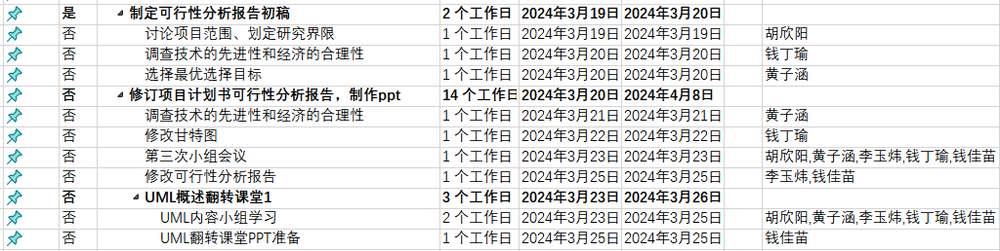 是 制定可行性分析报告初稿 2 个工作日 2024年3月19日 2024年3月20日
否 讨论项目范围、划定研究界限 1 个工作日 2024年3月19日 2024年3月19日 胡欣阳
否 调查技术的先进性和经济的合理性 1 个工作日 2024年3月20日 2024年3月20日 钱丁瑜
否 选择最优选择目标 1 个工作日 2024年3月20日 2024年3月20日 黄子涵
否 修订项目计划书可行性分析报告，制作ppt 14 个工作日 2024年3月20日 2024年4月8日
否 调查技术的先进性和经济的合理性 1 个工作日 2024年3月21日 2024年3月21日 黄子涵
否 修改甘特图 1 个工作日 2024年3月22日 2024年3月22日 钱丁瑜
否 第三次小组会议 1 个工作日 2024年3月23日 2024年3月23日 胡欣阳,黄子涵,李玉炜,钱丁瑜,钱佳苗
否 修改可行性分析报告 1 个工作日 2024年3月25日 2024年3月25日 李玉炜,钱佳苗
否 UML概述翻转课堂1 3 个工作日 2024年3月23日 2024年3月26日
否 UML内容小组学习 2 个工作日 2024年3月23日 2024年3月25日 胡欣阳,黄子涵,李玉炜,钱丁瑜,钱佳苗
否 UML翻转课堂PPT准备 1 个工作日 2024年3月25日 2024年3月25日 钱佳苗